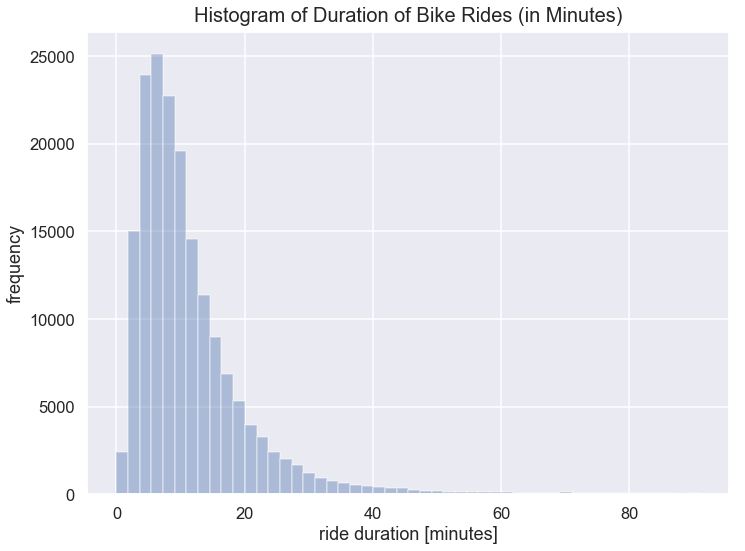 Histogram of Duration of Bike Rides (in Minutes)
25000
20000
15000
10000
5000
0
frequency
0 20 40 60 80
ride duration [minutes]